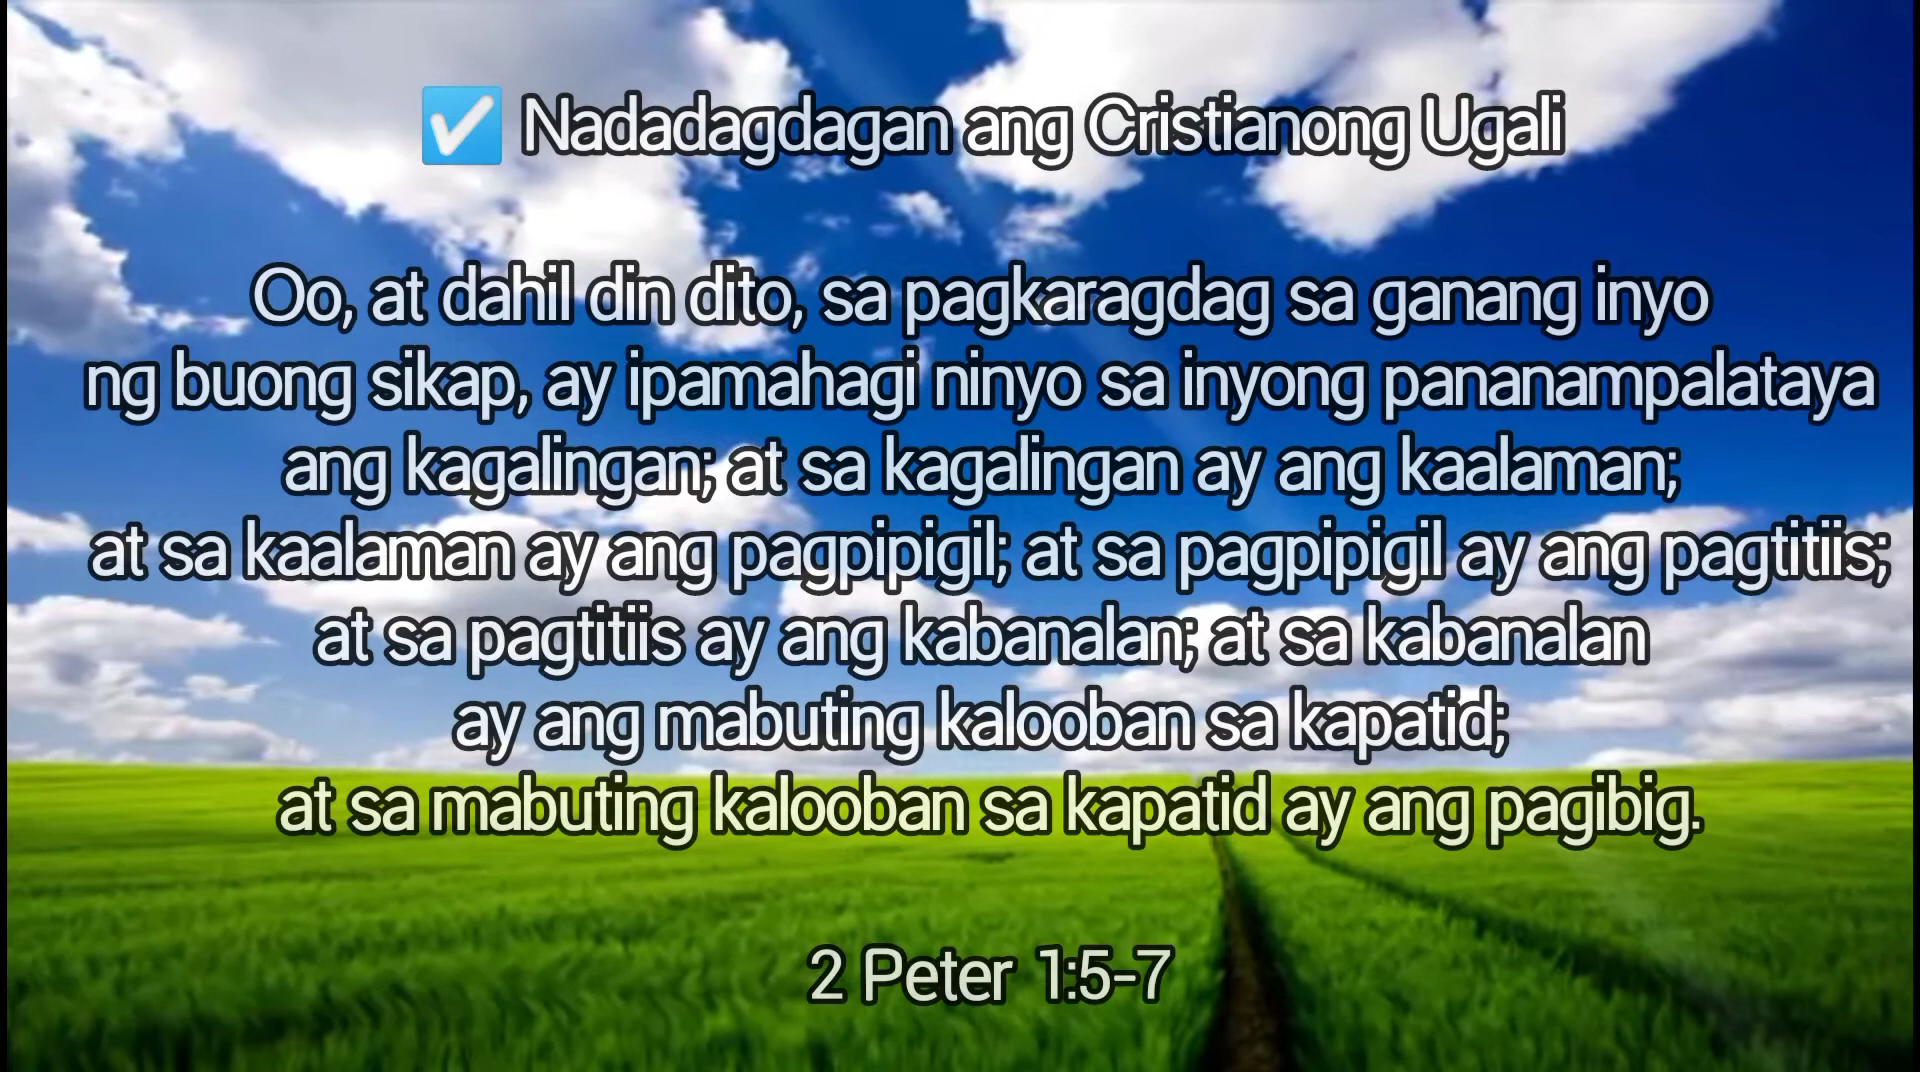 ☑ Nadadagdagan ang Cristianong Ugali
Oo, at dahil din dito, sa pagkaragdag sa ganang inyo
ng buong sikap, ay ipamahagi ninyo sa inyong pananampalataya
ang kagalingan; at sa kagalingan ay ang kaalaman;
at sa kaalaman ay ang pagpipigil; at sa pagpipigil ay ang pagtitiis;
at sa pagtitiis ay ang kabanalan; at sa kabanalan
ay ang mabuting kalooban sa kapatid;
at sa mabuting kalooban sa kapatid ay ang pagibig.
2 Peter 1:5-7